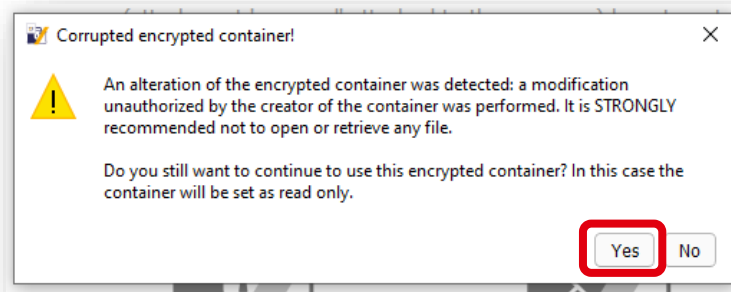 Corrupted encrypted container!
An alteration of the encrypted container was detected: a modification
unauthorized by the creator of the container was performed. It is STRONGLY
recommended not to open or retrieve any file.
Do you still want to continue to use this encrypted container? In this case the
container will be set as read only.
Yes No